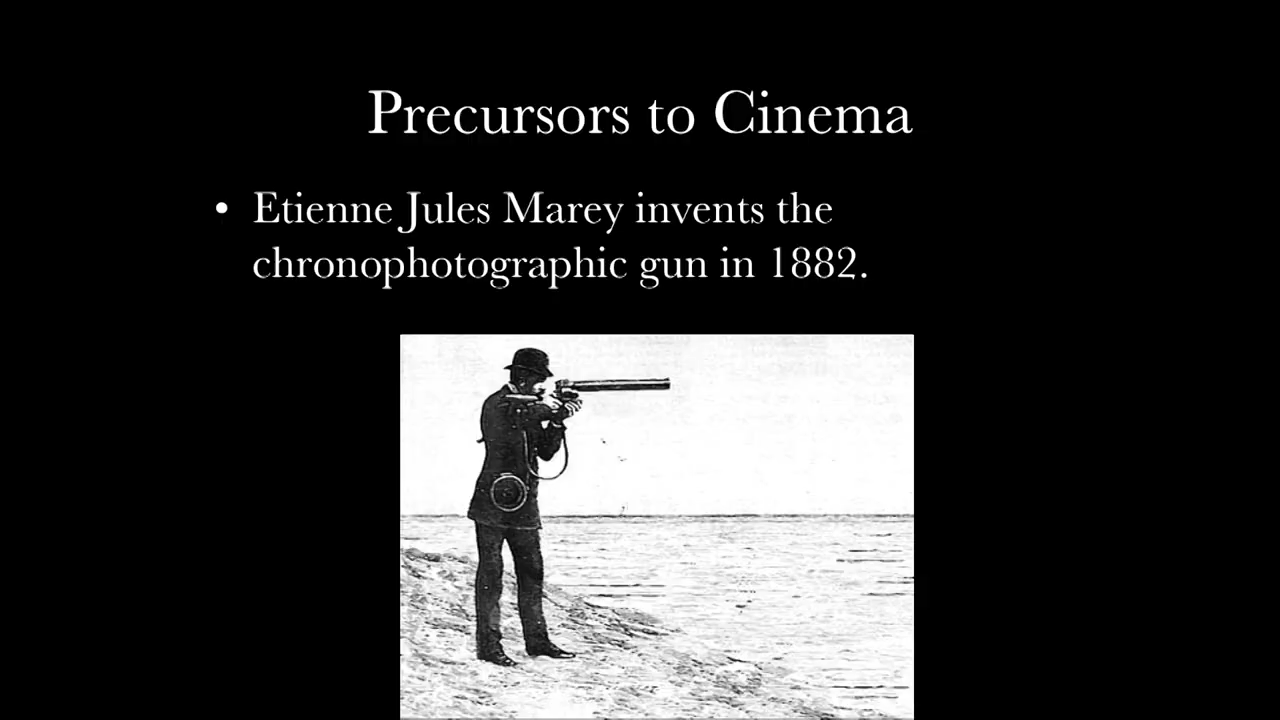 Precursors to Cinema
• Etienne Jules Marey invents the
chronophotographic gun in 1882.